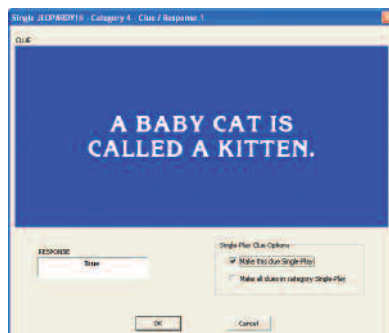 Single JEOPARDY!® - Category 4 - Clue / Response 1
CLUE
A BABY CAT IS
CALLED A KITTEN.
RESPONSE
True
Single-Play Clue Options
Make this clue Single-Play
Make all clues in category Single-Play
OK
Cancel